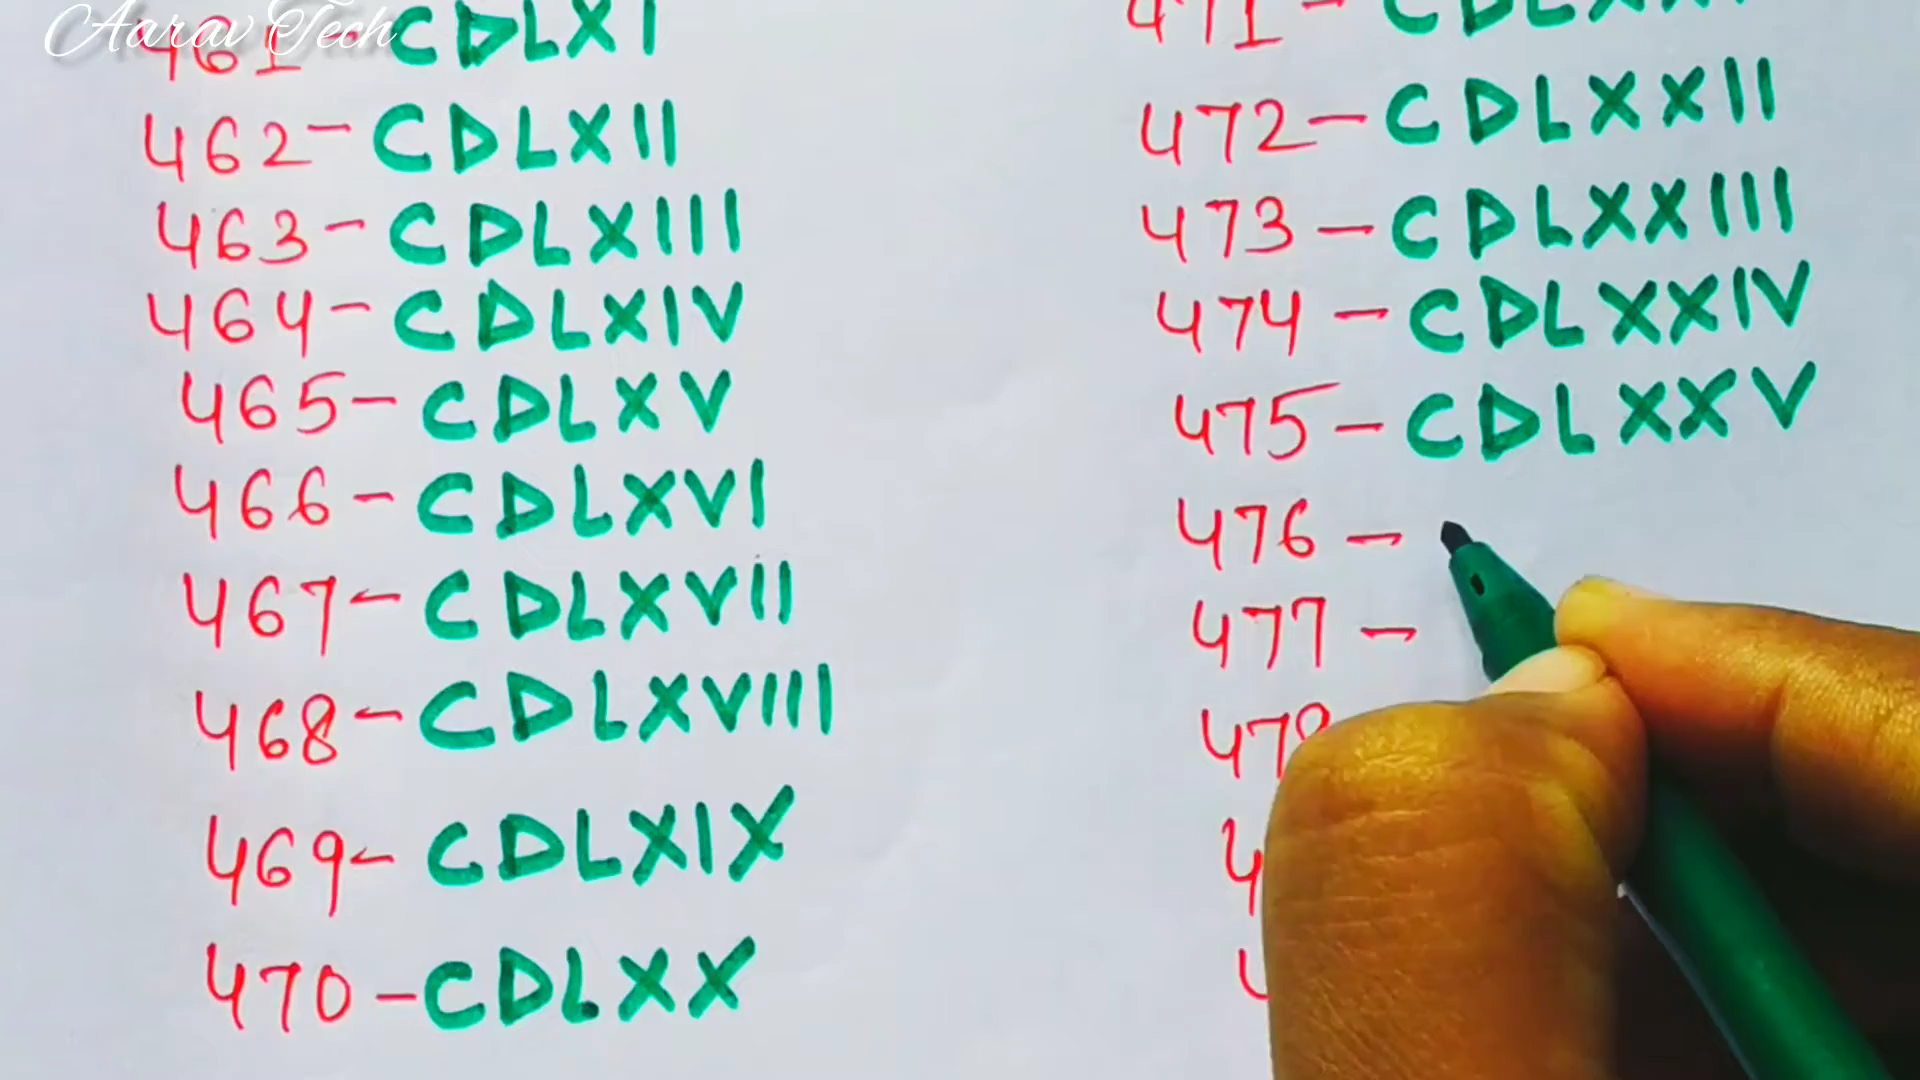 Aarav Tech
461 - CDLXI
462 - CDLXII
463 - CDLXIII
464 - CDLXIV
465 - CDLXV
466 - CDLXVI
467 - CDLXVII
468 - CDLXVIII
469 - CDLXIX
470 - CDLXX
471 -
472 - CDLXXII
473 - CDLXXIII
474 - CDLXXIV
475 - CDLXXV
476 -
477 -
478